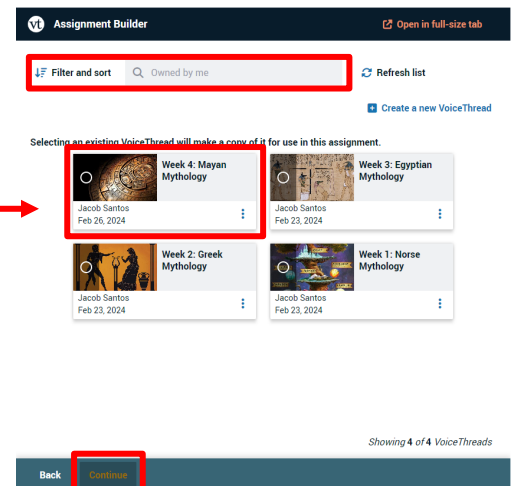 vt Assignment Builder
Open in full-size tab
Filter and sort
Owned by me
Refresh list
Create a new VoiceThread
Selecting an existing VoiceThread will make a copy of it for use in this assignment.
Week 4: Mayan
Mythology
Jacob Santos
Feb 26, 2024
Week 3: Egyptian
Mythology
Jacob Santos
Feb 23, 2024
Week 2: Greek
Mythology
Jacob Santos
Feb 23, 2024
Week 1: Norse
Mythology
Jacob Santos
Feb 23, 2024
Showing 4 of 4 VoiceThreads
Back
Continue